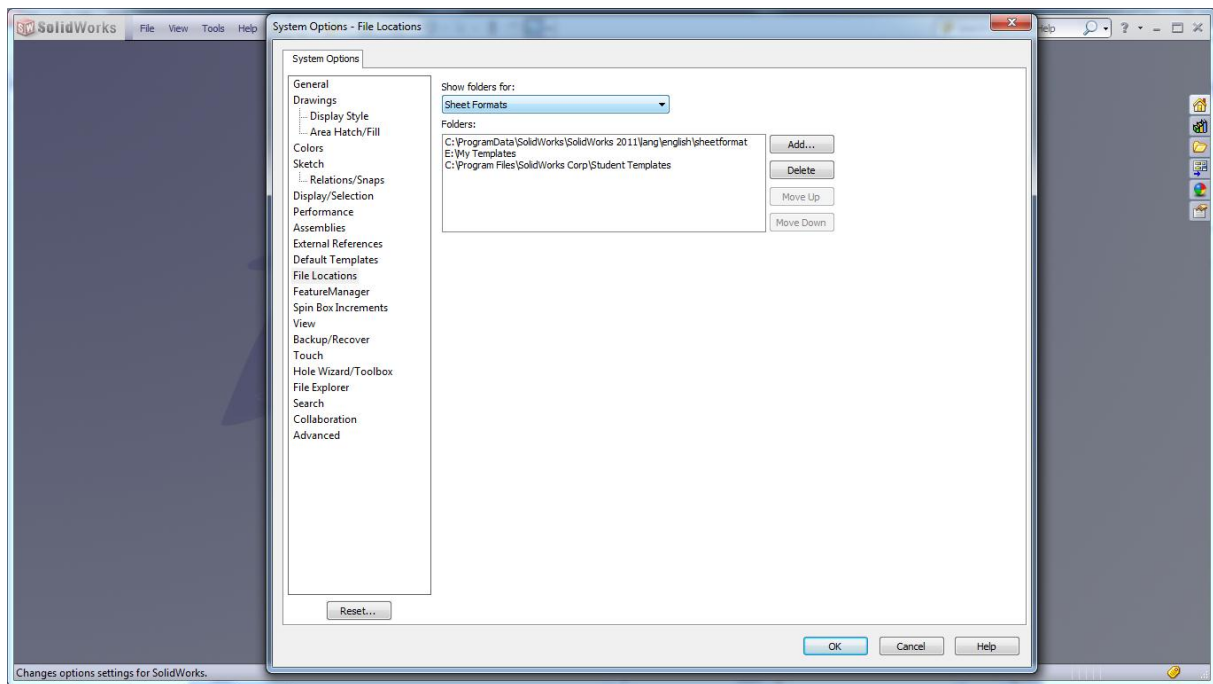 SolidWorks File View Tools Help
System Options - File Locations
Help
System Options
General
Drawings
Display Style
Area Hatch/Fill
Colors
Sketch
Relations/Snaps
Display/Selection
Performance
Assemblies
External References
Default Templates
File Locations
FeatureManager
Spin Box Increments
View
Backup/Recover
Touch
Hole Wizard/Toolbox
File Explorer
Search
Collaboration
Advanced
Reset...
Show folders for:
Sheet Formats
Folders:
C:\ProgramData\SolidWorks\SolidWorks 2011\lang\english\sheetformat
E:\My Templates
C:\Program Files\SolidWorks Corp\Student Templates
Add...
Delete
Move Up
Move Down
OK Cancel Help
Changes options settings for SolidWorks.